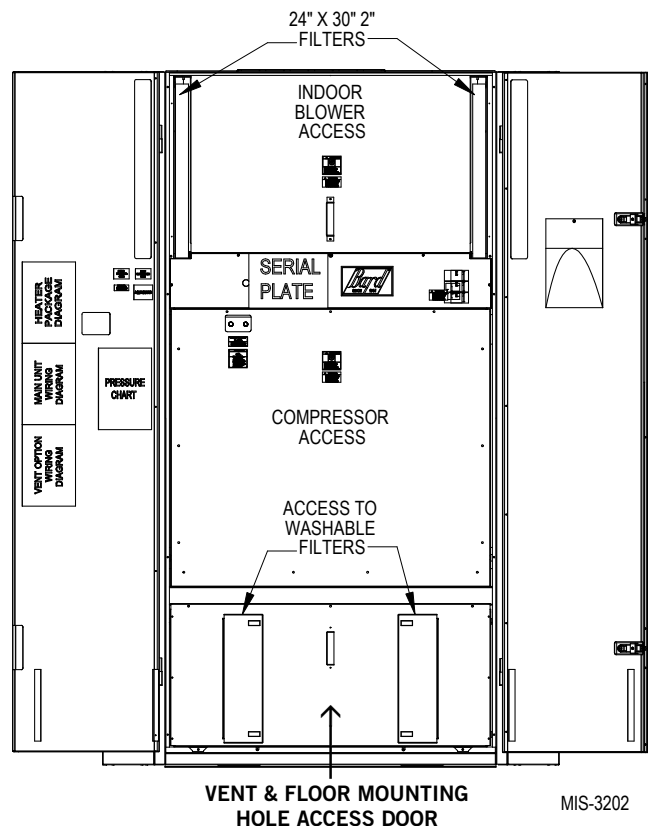 24" X 30" 2"
FILTERS
INDOOR
BLOWER
ACCESS
SERIAL
PLATE
Bard
HEATER
PACKAGE
DIAGRAM
MAIN UNIT
WIRING
DIAGRAM
VENT OPTION
WIRING
DIAGRAM
PRESSURE
CHART
COMPRESSOR
ACCESS
ACCESS TO
WASHABLE
FILTERS
VENT & FLOOR MOUNTING
HOLE ACCESS DOOR
MIS-3202